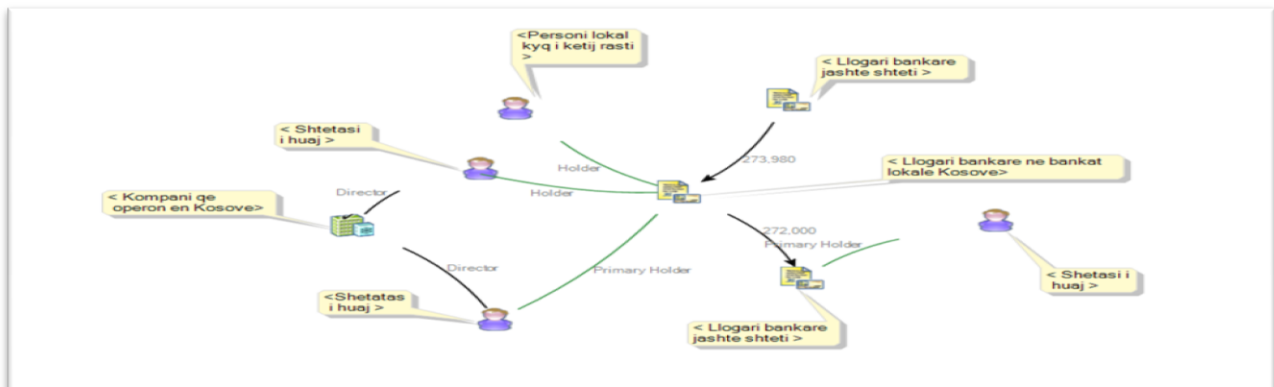 <Personi lokal
kyq i ketij rasti
>
< Llogari bankare
jashte shteti >
< Shtetasi
i huaj >
273,980
< Llogari bankare ne bankat
lokale Kosove>
Holder
Holder
Director
< Kompani qe
operon en Kosove>
272,000
Primary Holder
Director
Primary Holder
< Shetasi i
huaj >
<Shetatas
i huaj >
< Llogari bankare
jashte shteti >